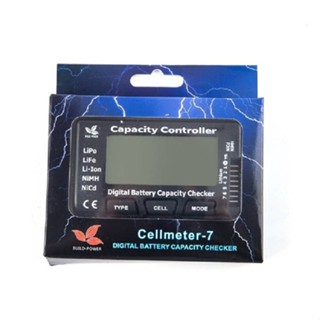 Capacity Controller
LiPo
LiFo
Li-Ion
NiMH
NiCd
Digital Battery Capacity Checker
CE
TYPE
CELL
MODE
BUILD-POWER
Cellmeter-7
DIGITAL BATTERY CAPACITY CHECKER